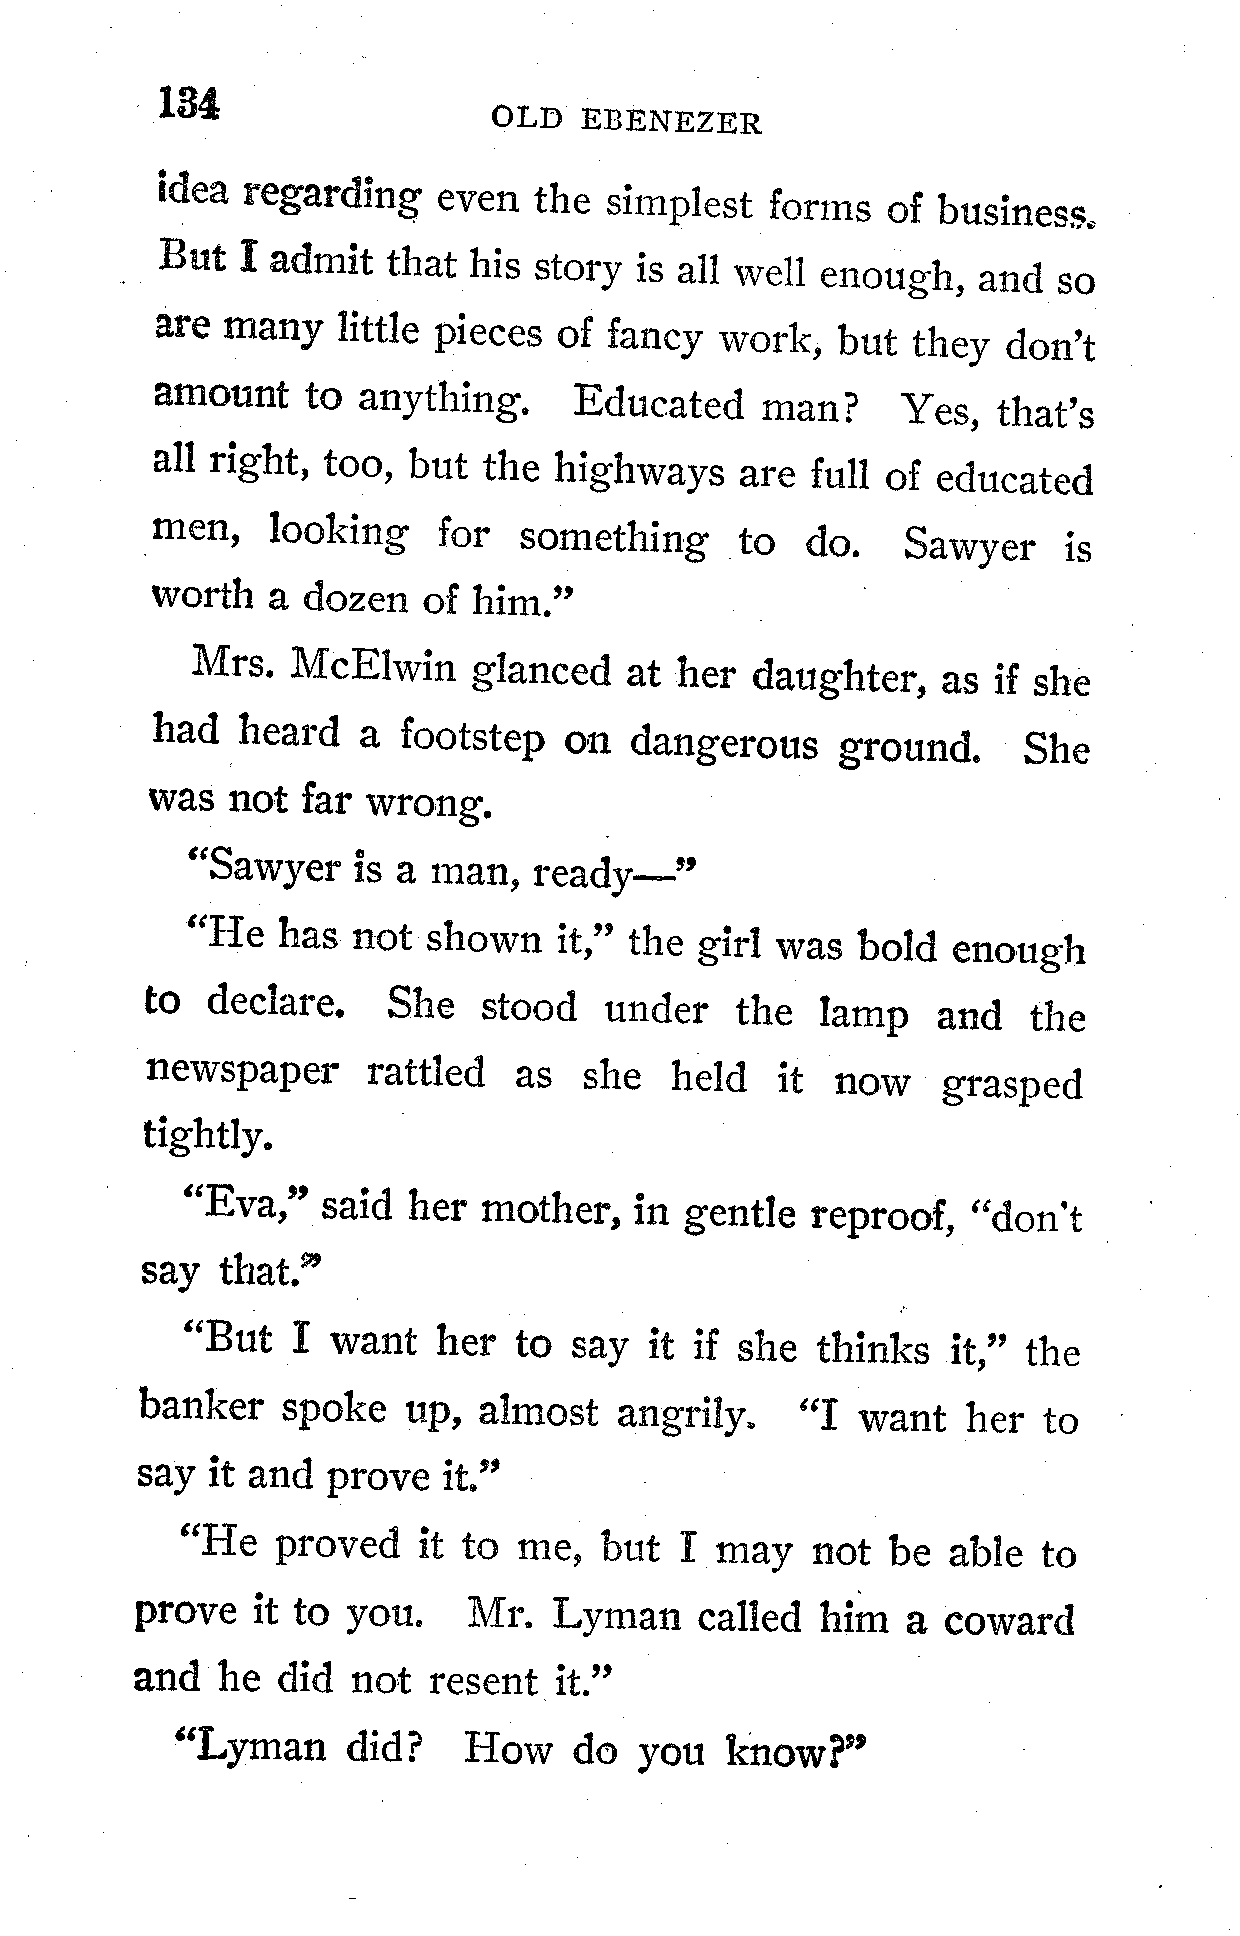 134
OLD EBENEZER
idea regarding even the simplest forms of business.
But I admit that his story is all well enough, and so
are many little pieces of fancy work, but they don’t
amount to anything. Educated man? Yes, that’s
all right, too, but the highways are full of educated
men, looking for something to do. Sawyer is
worth a dozen of him.”
Mrs. McElwin glanced at her daughter, as if she
had heard a footstep on dangerous ground. She
was not far wrong.
“Sawyer is a man, ready—”
“He has not shown it,” the girl was bold enough
to declare. She stood under the lamp and the
newspaper rattled as she held it now grasped
tightly.
“Eva,” said her mother, in gentle reproof, “don’t
say that.”
“But I want her to say it if she thinks it,” the
banker spoke up, almost angrily. “I want her to
say it and prove it.”
“He proved it to me, but I may not be able to
prove it to you. Mr. Lyman called him a coward
and he did not resent it.”
“Lyman did? How do you know?”